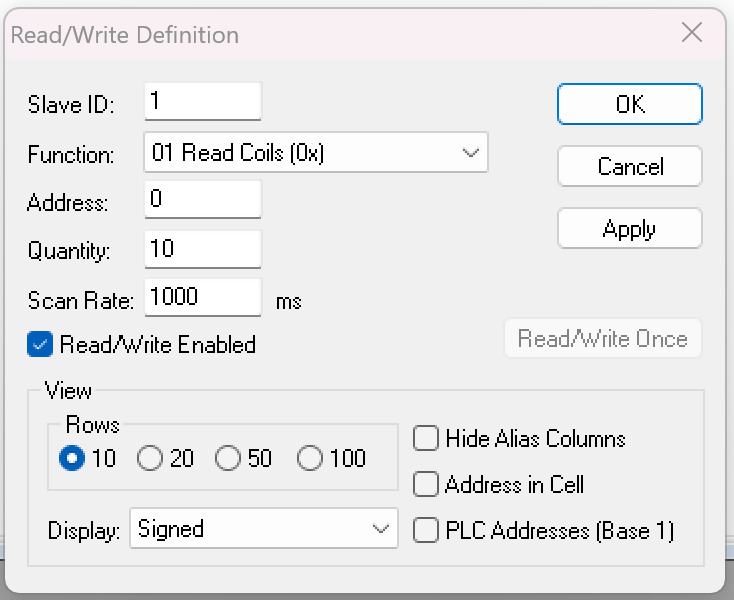 Read/Write Definition
Slave ID: 1
OK
Function: 01 Read Coils (0x)
Cancel
Address: 0
Apply
Quantity: 10
Scan Rate: 1000 ms
Read/Write Enabled
Read/Write Once
View
Rows
10 20 50 100
Hide Alias Columns
Address in Cell
Display: Signed
PLC Addresses (Base 1)